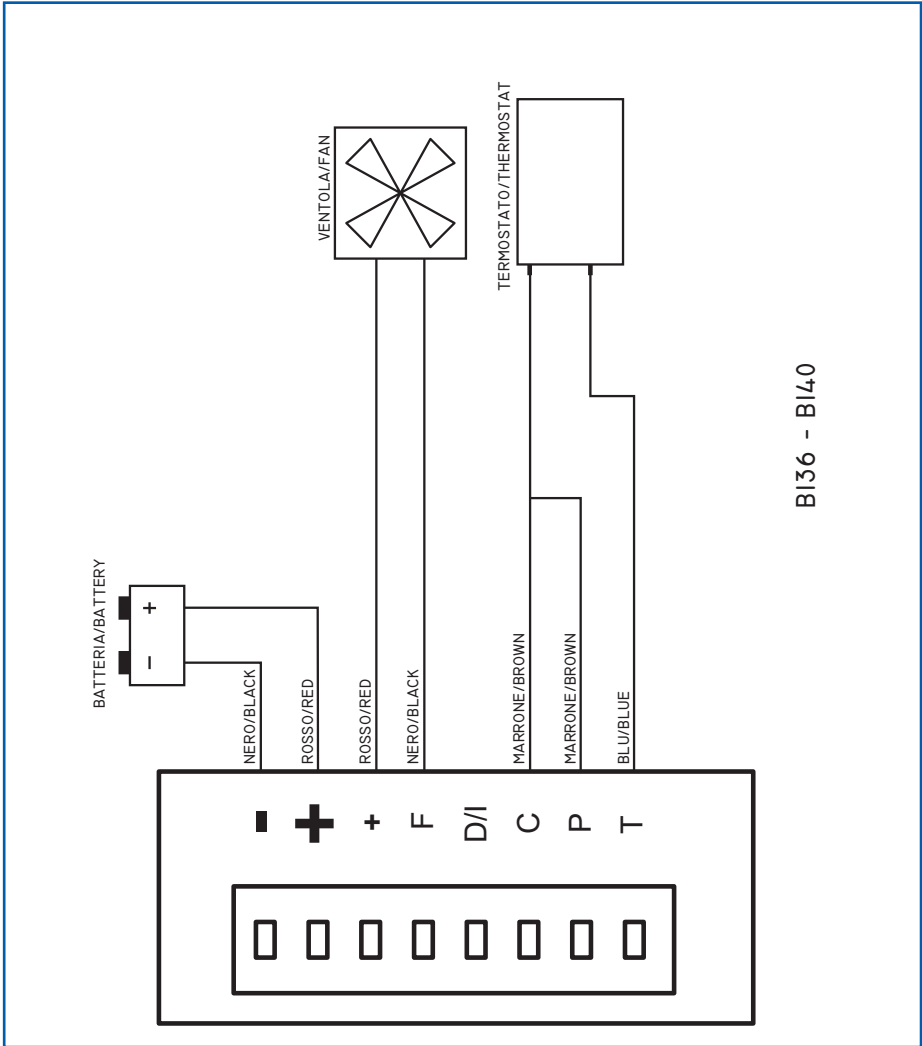 BATTERIA/BATTERY
- +
VENTOLA/FAN
TERMOSTATO/THERMOSTAT
NERO/BLACK
ROSSO/RED
ROSSO/RED
NERO/BLACK
MARRONE/BROWN
MARRONE/BROWN
BLU/BLUE
- + + F D/I C P T
BI36 - BI40